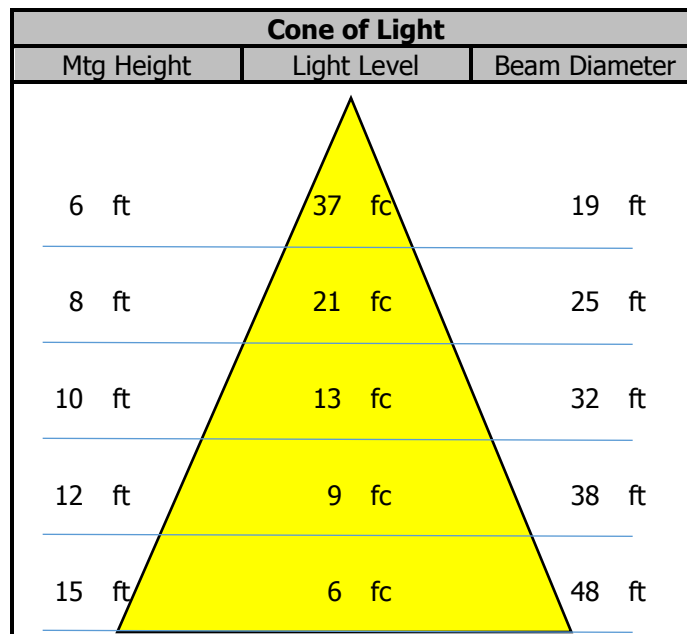 Cone of Light
Mtg Height Light Level Beam Diameter
6 ft 37 fc 19 ft
8 ft 21 fc 25 ft
10 ft 13 fc 32 ft
12 ft 9 fc 38 ft
15 ft 6 fc 48 ft